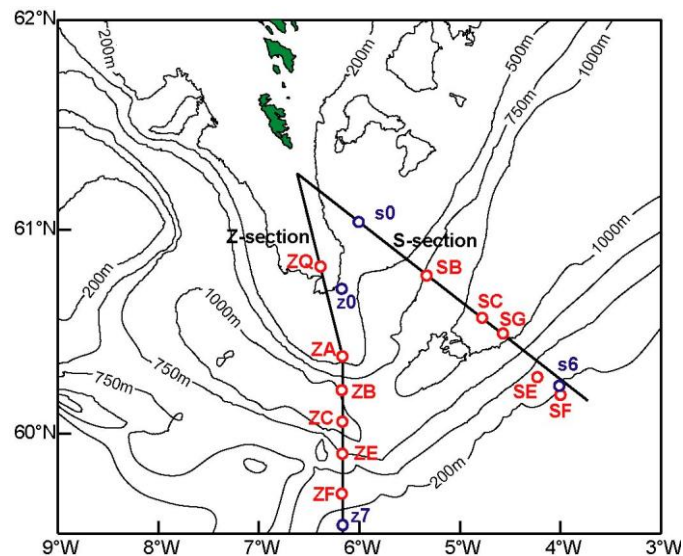 62°N
200m
200m
500m
1000m
750m
61°N
Z-section
s0
S-section
ZQ
SB
z0
1000m
200m
SC
SG
1000m
ZA
s6
750m
ZB
SE
SF
ZC
60°N
ZE
200m
ZF
z7
9°W
8°W
7°W
6°W
5°W
4°W
3°W